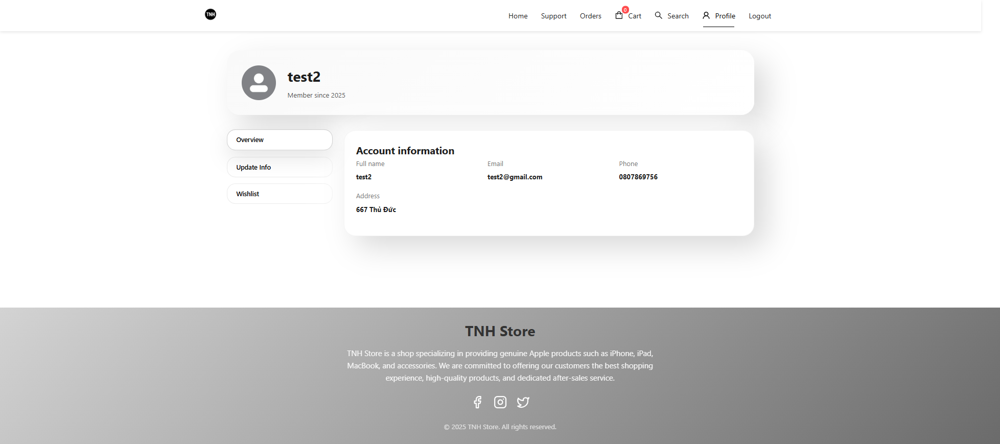 TNH
Home
Support
Orders
0
Cart
Search
Profile
Logout
test2
Member since 2025
Overview
Update Info
Wishlist
Account information
Full name
Email
Phone
test2
test2@gmail.com
0807869756
Address
667 Thủ Đức
TNH Store
TNH Store is a shop specializing in providing genuine Apple products such as iPhone, iPad,
MacBook, and accessories. We are committed to offering our customers the best shopping
experience, high-quality products, and dedicated after-sales service.
© 2025 TNH Store. All rights reserved.